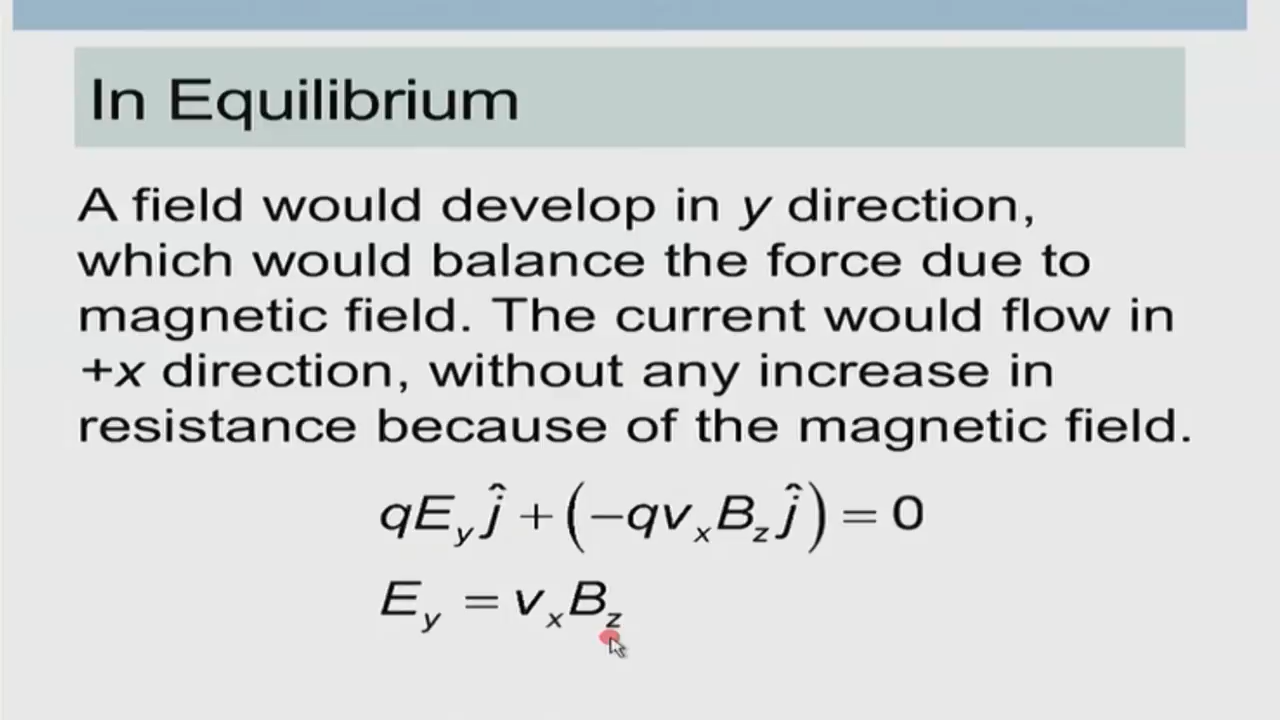 In Equilibrium
A field would develop in y direction,
which would balance the force due to
magnetic field. The current would flow in
+x direction, without any increase in
resistance because of the magnetic field.
qE_y ĵ + (−qv_x B_z ĵ) = 0
E_y = v_x B_z